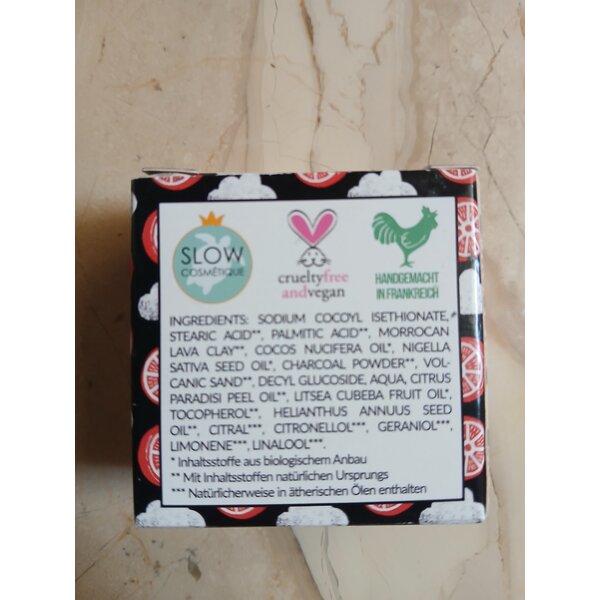 SLOW
COSMÉTIQUE
crueltyfree
andvegan
HANDGEMACHT
IN FRANKREICH
INGREDIENTS: SODIUM COCOYL ISETHIONATE,*
STEARIC ACID**, PALMITIC ACID**, MORROCAN
LAVA CLAY**, COCOS NUCIFERA OIL*, NIGELLA
SATIVA SEED OIL*, CHARCOAL POWDER**, VOL-
CANIC SAND**, DECYL GLUCOSIDE, AQUA, CITRUS
PARADISI PEEL OIL**, LITSEA CUBEBA FRUIT OIL*,
TOCOPHEROL**, HELIANTHUS ANNUUS SEED
OIL**, CITRAL***, CITRONELLOL***, GERANIOL***,
LIMONENE***, LINALOOL***.
* Inhaltsstoffe aus biologischem Anbau
** Mit Inhaltsstoffen natürlichen Ursprungs
*** Natürlicherweise in ätherischen Ölen enthalten